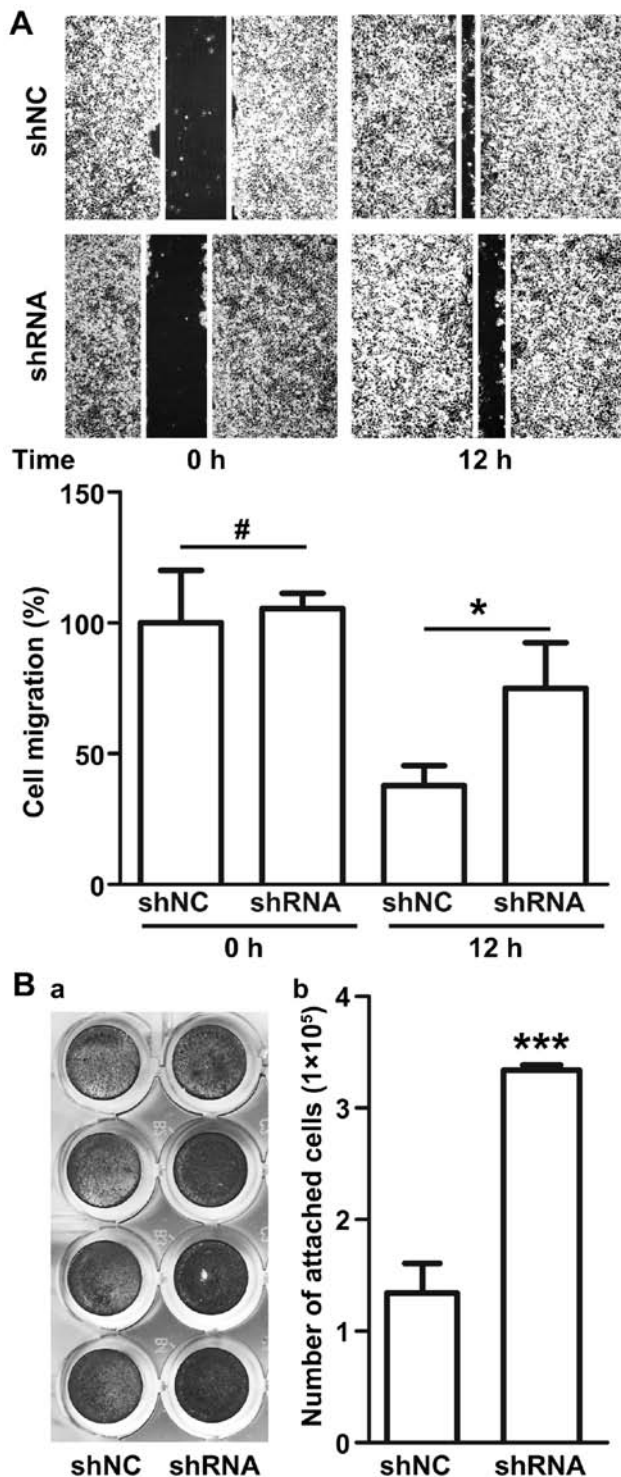 A
shNC
shRNA
Time 0 h 12 h
Cell migration (%)
150
100
50
0
#
*
shNC shRNA shNC shRNA
0 h 12 h
B a b
shNC shRNA
Number of attached cells (1×10⁵)
4
3
2
1
0
***
shNC shRNA